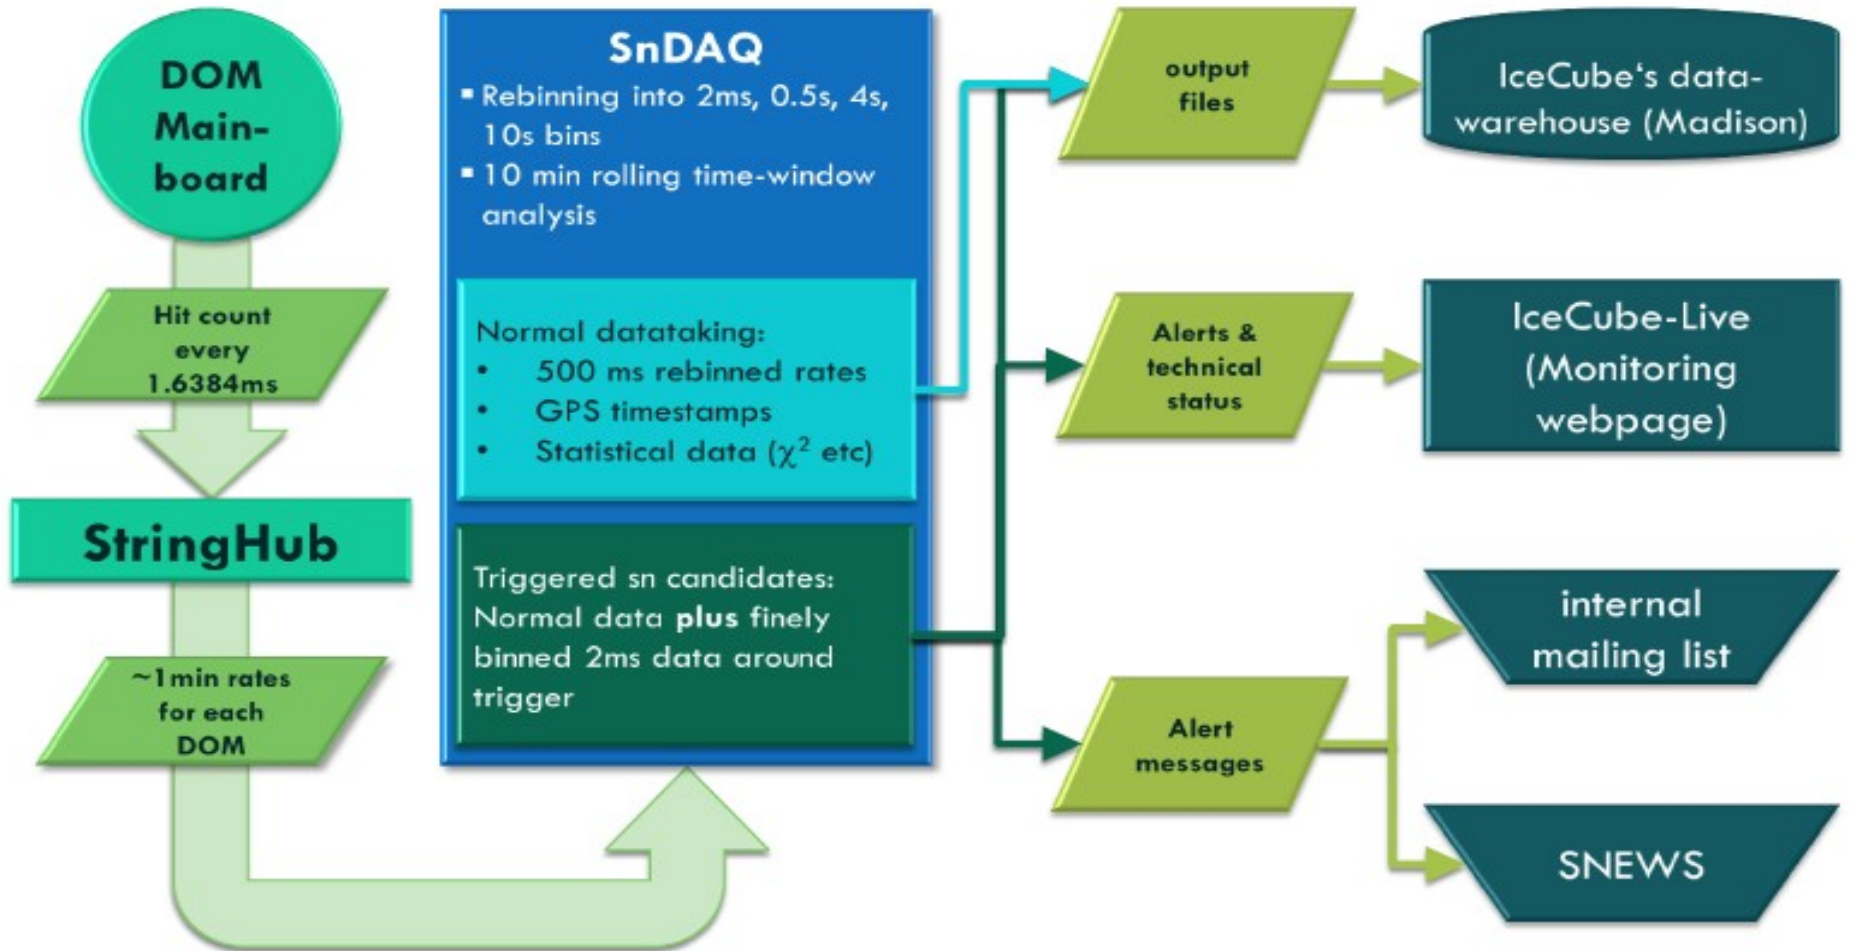 DOM
Main-
board
Hit count
every
1.6384ms
StringHub
~1min rates
for each
DOM
SnDAQ
▪ Rebinning into 2ms, 0.5s, 4s,
10s bins
▪ 10 min rolling time-window
analysis
Normal datataking:
• 500 ms rebinned rates
• GPS timestamps
• Statistical data (χ² etc)
Triggered sn candidates:
Normal data plus finely
binned 2ms data around
trigger
output
files
IceCube‘s data-
warehouse (Madison)
Alerts &
technical
status
IceCube-Live
(Monitoring
webpage)
Alert
messages
internal
mailing list
SNEWS